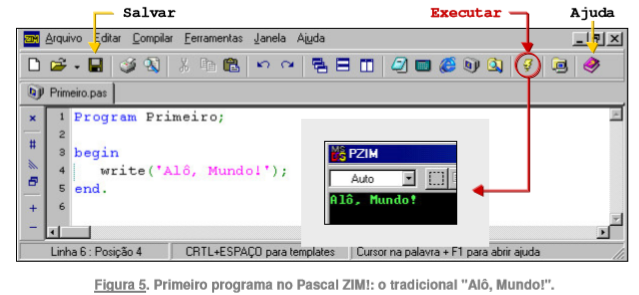 Salvar Executar Ajuda
Arquivo Editar Compilar Ferramentas Janela Ajuda
Primeiro.pas
1 Program Primeiro;
2
3 begin
4 write('Alô, Mundo!');
5 end.
6
PZIM
Auto
Alô, Mundo!
Linha 6 : Posição 4 CRTL+ESPAÇO para templates Cursor na palavra + F1 para abrir ajuda
Figura 5. Primeiro programa no Pascal ZIM!: o tradicional "Alô, Mundo!".